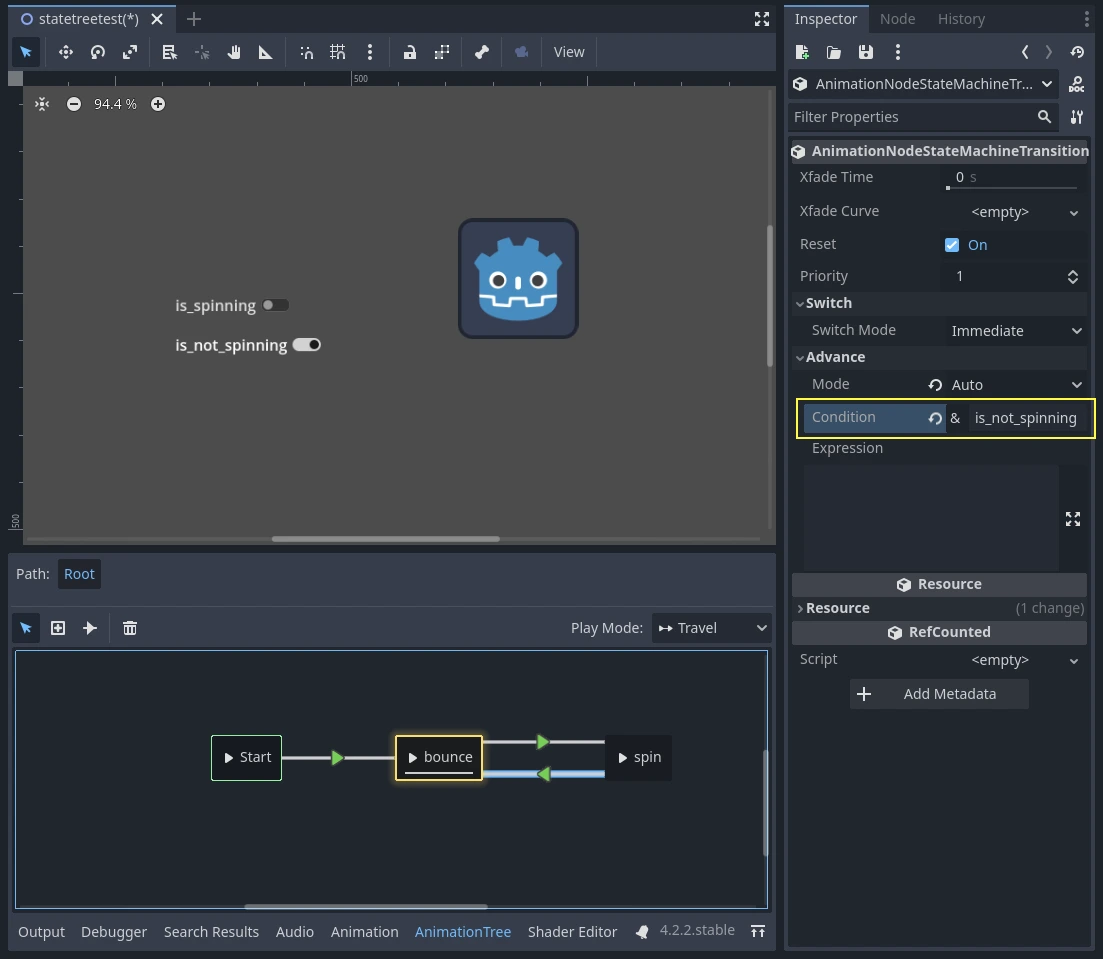 statetreetest(*)
View
500
94.4 %
is_spinning
is_not_spinning
500
Path: Root
Play Mode: Travel
Start
bounce
spin
Output Debugger Search Results Audio Animation AnimationTree Shader Editor 4.2.2.stable
Inspector Node History
AnimationNodeStateMachineTr...
DOC
Filter Properties
AnimationNodeStateMachineTransition
Xfade Time 0 s
Xfade Curve <empty>
Reset On
Priority 1
Switch
Switch Mode Immediate
Advance
Mode Auto
Condition & is_not_spinning
Expression
Resource
Resource (1 change)
RefCounted
Script <empty>
Add Metadata